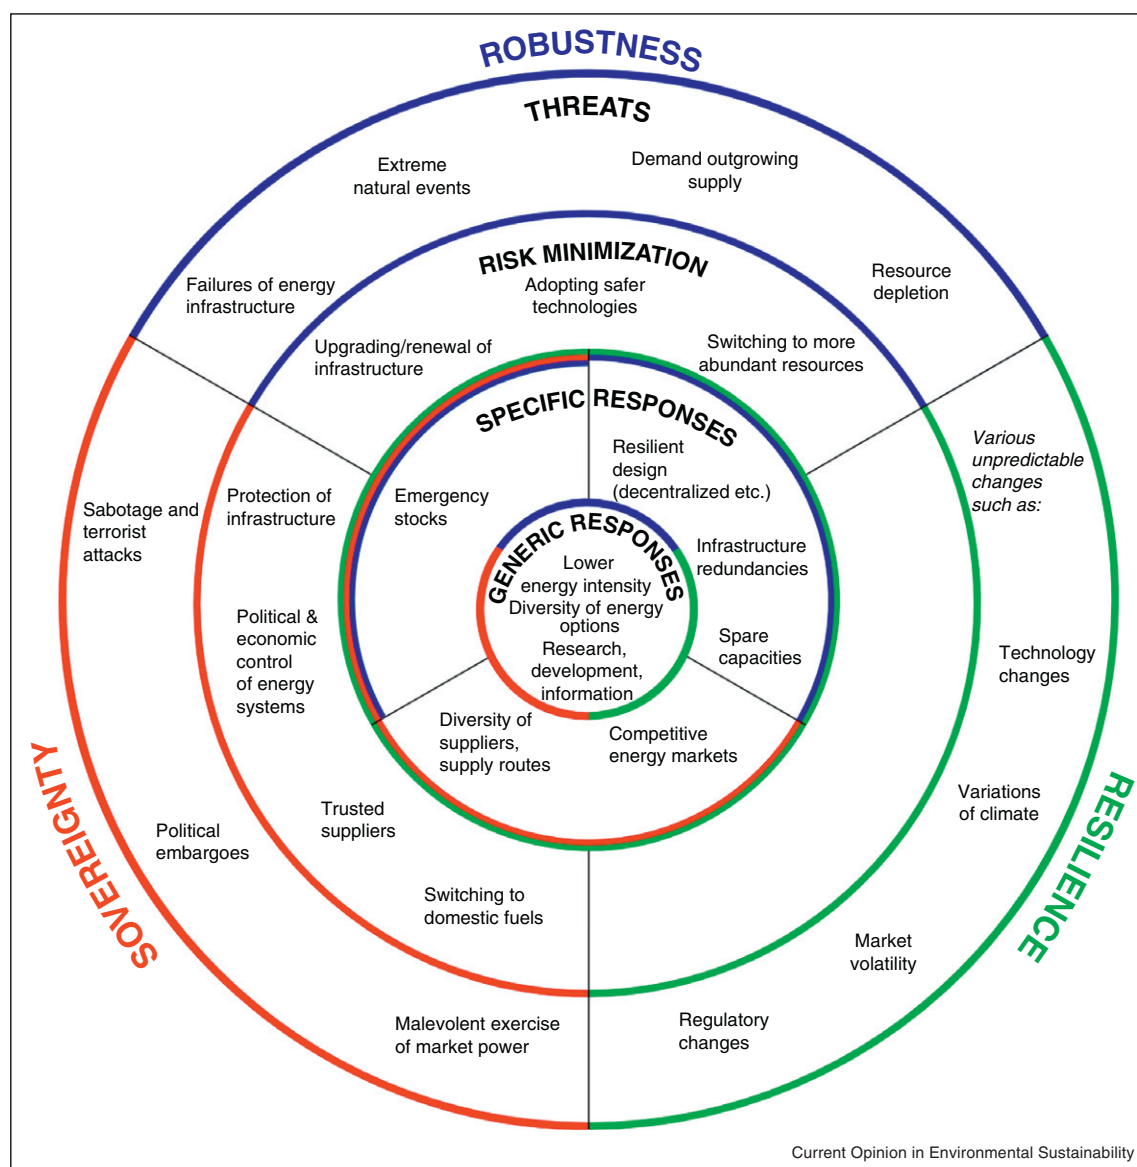 ROBUSTNESS
THREATS
Extreme
natural events
Demand outgrowing
supply
Failures of energy
infrastructure
Resource
depletion
RISK MINIMIZATION
Adopting safer
technologies
Upgrading/renewal of
infrastructure
Switching to more
abundant resources
SPECIFIC RESPONSES
Resilient
design
(decentralized etc.)
Emergency
stocks
Infrastructure
redundancies
Spare
capacities
GENERIC RESPONSES
Lower
energy intensity
Diversity of energy
options
Research,
development,
information
Diversity of
suppliers,
supply routes
Competitive
energy markets
Protection of
infrastructure
Political &
economic
control
of energy
systems
Trusted
suppliers
Switching to
domestic fuels
Sabotage and
terrorist
attacks
Political
embargoes
Malevolent exercise
of market power
SOVEREIGNTY
Various
unpredictable
changes
such as:
Technology
changes
Variations
of climate
Market
volatility
Regulatory
changes
RESILIENCE
Current Opinion in Environmental Sustainability